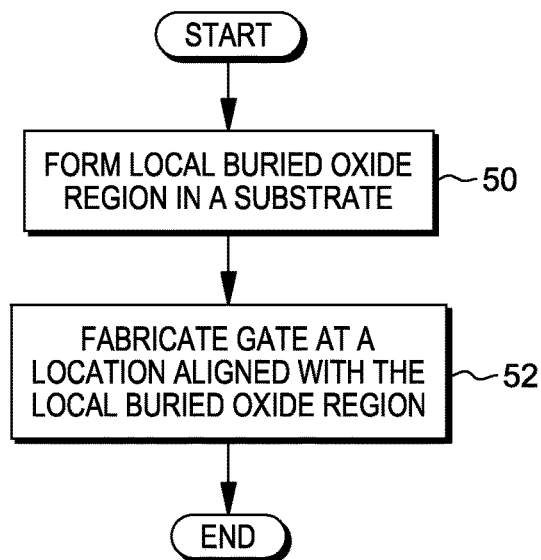 START
FORM LOCAL BURIED OXIDE
REGION IN A SUBSTRATE
50
FABRICATE GATE AT A
LOCATION ALIGNED WITH THE
LOCAL BURIED OXIDE REGION
52
END